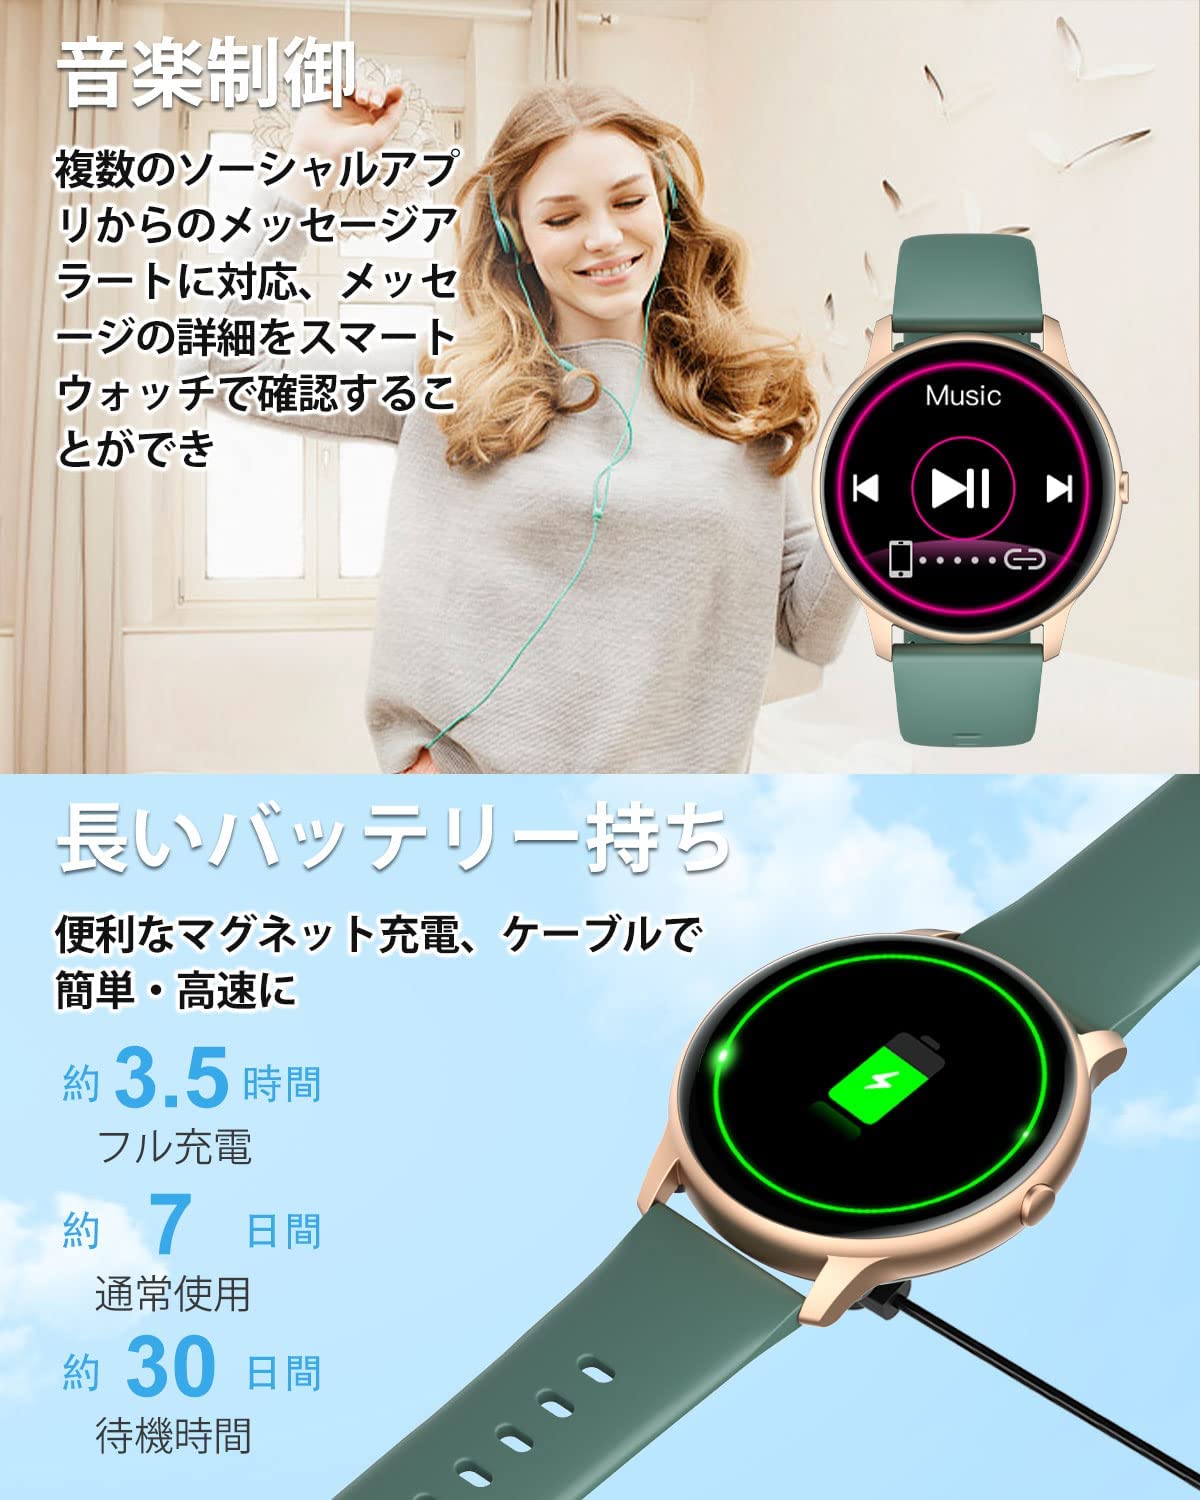 音楽制御
複数のソーシャルアプ
リからのメッセージア
ラートに対応、メッセ
ージの詳細をスマート
ウォッチで確認するこ
とができ
Music
長いバッテリー持ち
便利なマグネット充電、ケーブルで
簡単・高速に
約 3.5 時間
フル充電
約 7 日間
通常使用
約 30 日間
待機時間